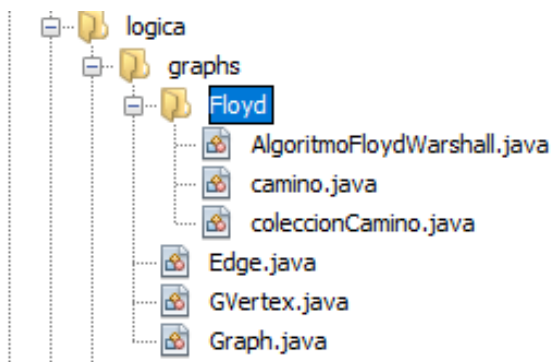 logica
graphs
Floyd
AlgoritmoFloydWarshall.java
camino.java
coleccionCamino.java
Edge.java
GVertex.java
Graph.java